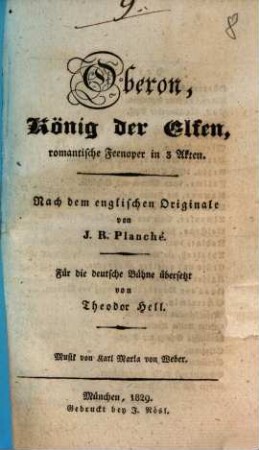 9.
8
Oberon,
König der Elfen,
romantische Feenoper in 3 Akten.
Nach dem englischen Originale
von
J. R. Planché.
Für die deutsche Bühne übersetzt
von
Theodor Hell.
Musik von Karl Maria von Weber.
München, 1829.
Gedruckt bey J. Rösl.